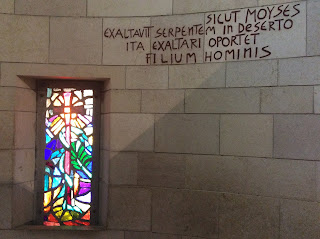 SICUT MOYSES
EXALTAVIT SERPENTEM IN DESERTO
ITA EXALTARI OPORTET
FILIUM HOMINIS